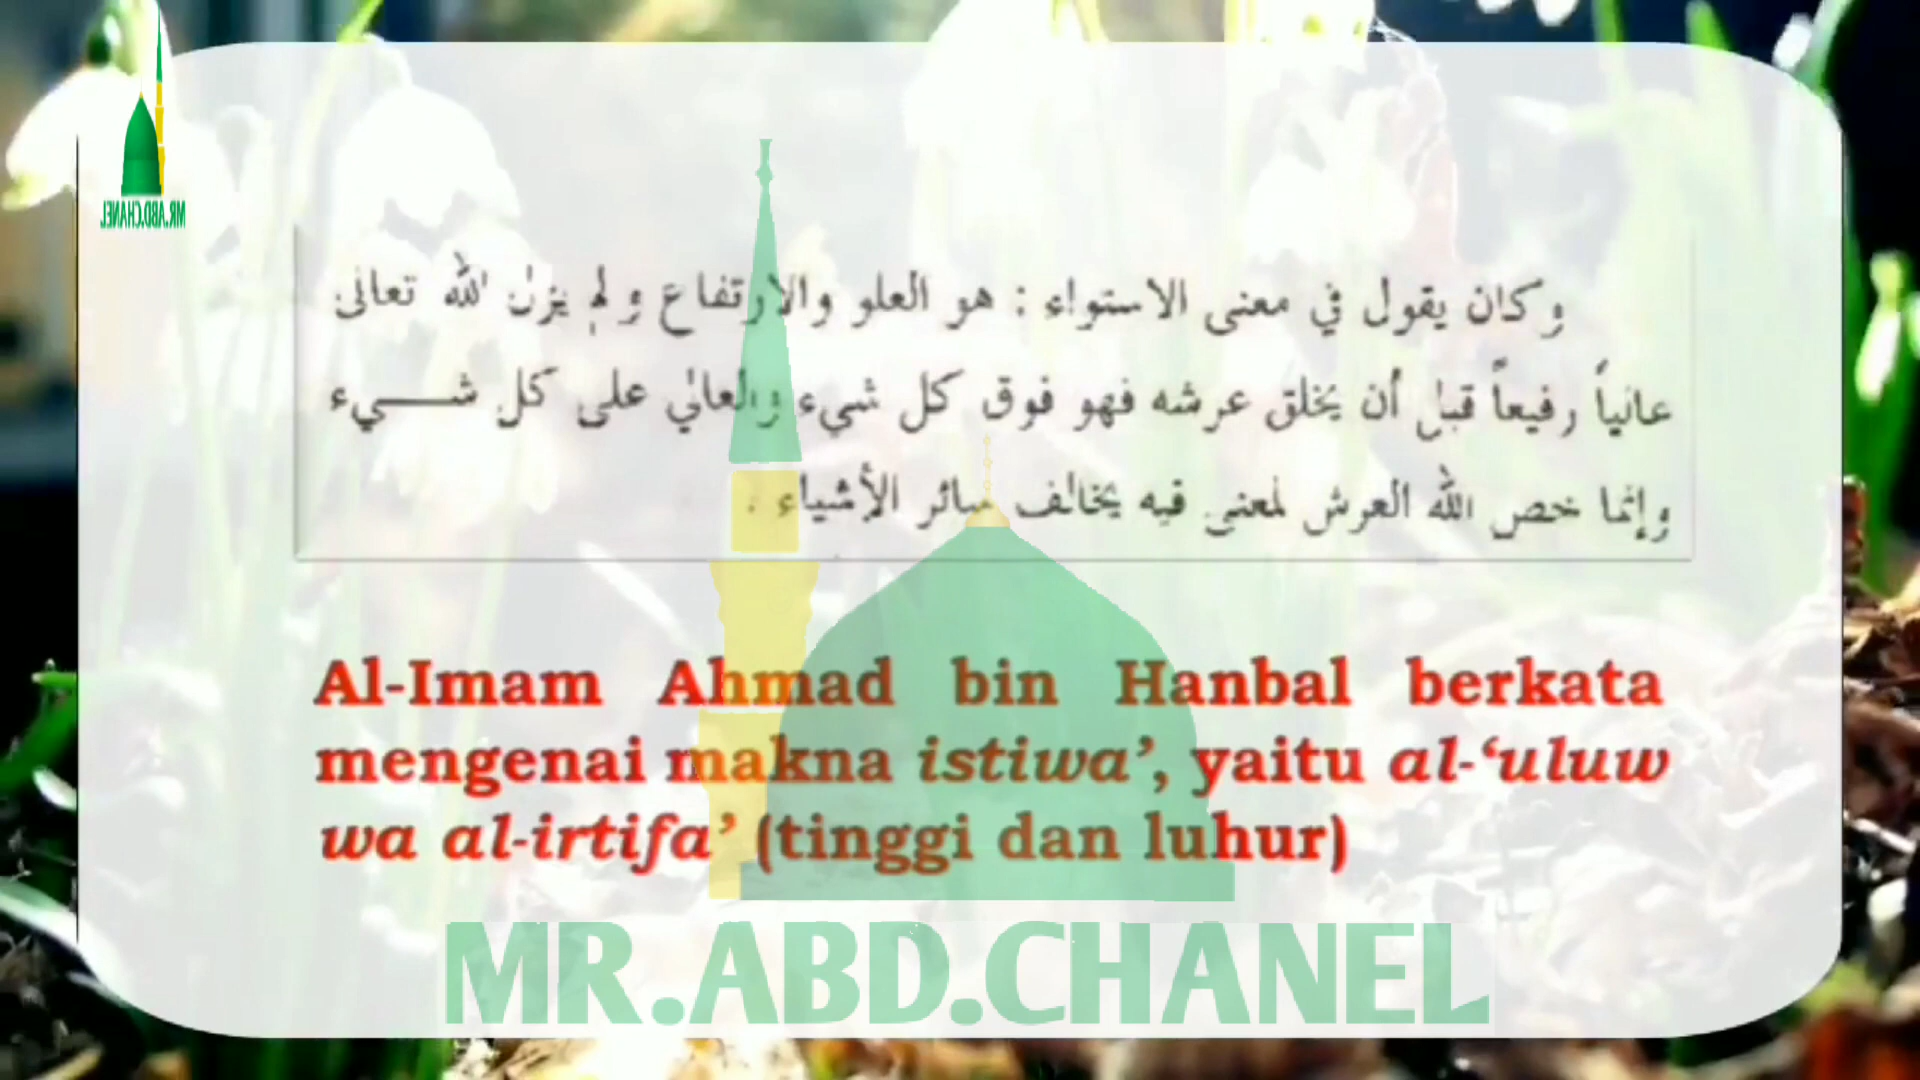 MR.ABD.CHANEL
وكان يقول في معنى الاستواء : هو العلو والارتفاع ولم يزل الله تعالى
عالياً رفيعاً قبل أن يخلق عرشه فهو فوق كل شيء والعالي على كل شيء
وإنما خص الله العرش لمعنى فيه يخالف سائر الأشياء .
Al-Imam Ahmad bin Hanbal berkata
mengenai makna istiwa’, yaitu al-‘uluw
wa al-irtifa’ (tinggi dan luhur)
MR.ABD.CHANEL